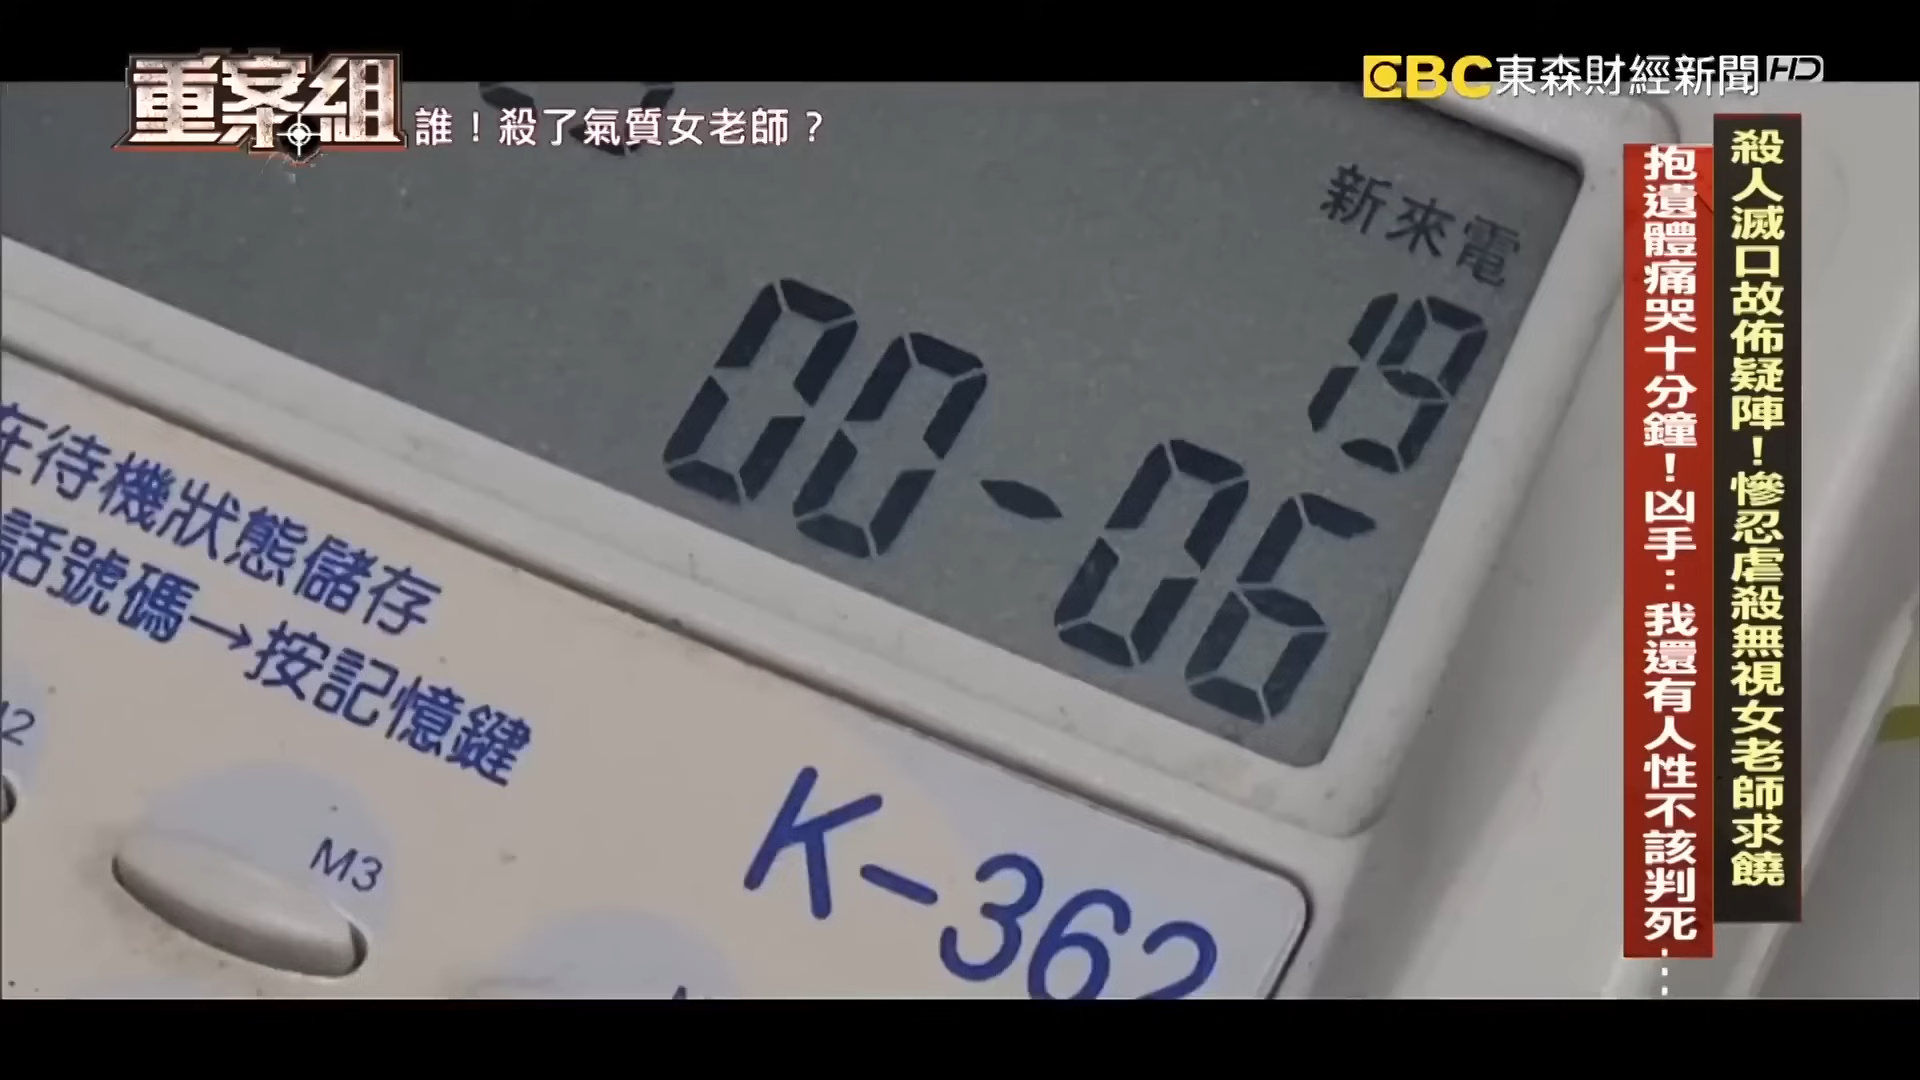 重案組
誰！殺了氣質女老師？
EBC東森財經新聞HD
殺人滅口故佈疑陣！慘忍虐殺無視女老師求饒
抱遺體痛哭十分鐘！凶手：我還有人性不該判死……
新來電
19
00-06
在待機狀態儲存
話號碼→按記憶鍵
M3
K-362